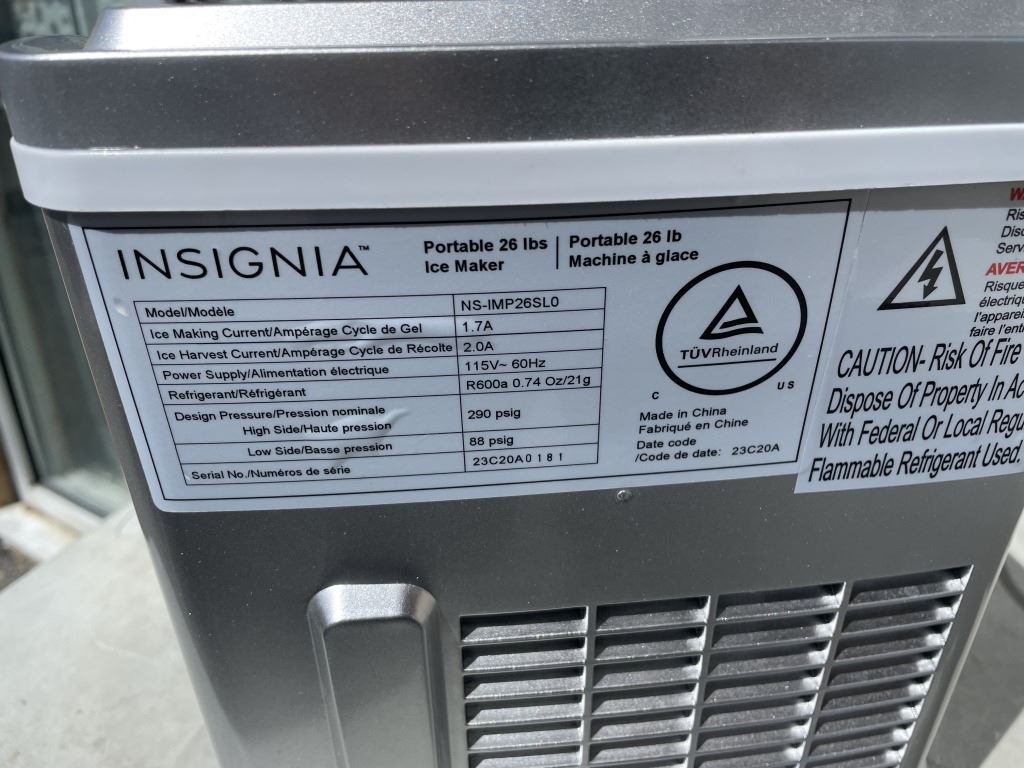 INSIGNIA™
Portable 26 lbs
Ice Maker
Portable 26 lb
Machine à glace
Model/Modèle NS-IMP26SL0
Ice Making Current/Ampérage Cycle de Gel 1.7A
Ice Harvest Current/Ampérage Cycle de Récolte 2.0A
Power Supply/Alimentation électrique 115V~ 60Hz
Refrigerant/Réfrigérant R600a 0.74 Oz/21g
Design Pressure/Pression nominale
High Side/Haute pression 290 psig
Low Side/Basse pression 88 psig
Serial No./Numéros de série 23C20A0181
TÜVRheinland
C US
Made in China
Fabriqué en Chine
Date code
/Code de date: 23C20A
Risque
électriq
l'appareil
faire l'ent
CAUTION- Risk Of Fire
Dispose Of Property In
With Federal Or Local
Flammable Refrigerant Used.